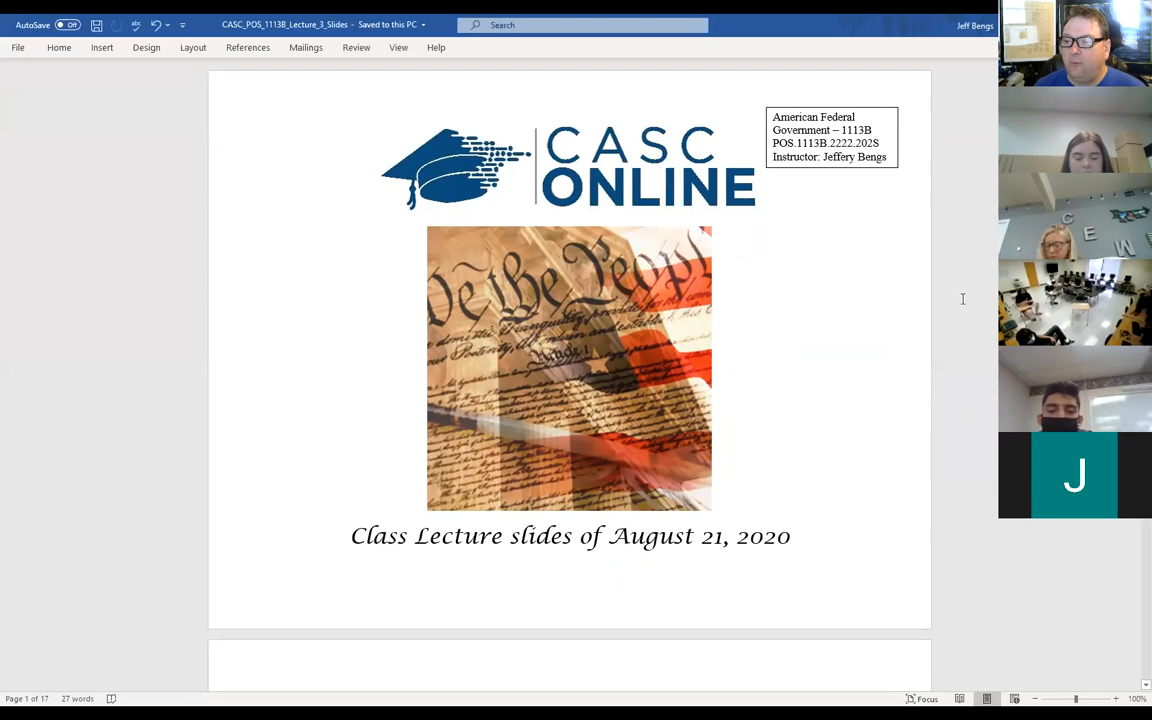 AutoSave Off
CASC_POS_1113B_Lecture_3_Slides - Saved to this PC
Search
Jeff Bengs
File Home Insert Design Layout References Mailings Review View Help
American Federal
Government – 1113B
POS.1113B.2222.202S
Instructor: Jeffery Bengs
CASC
ONLINE
We the People
Article I
Class Lecture slides of August 21, 2020
C
E W
J
Page 1 of 17 27 words
Focus
100%